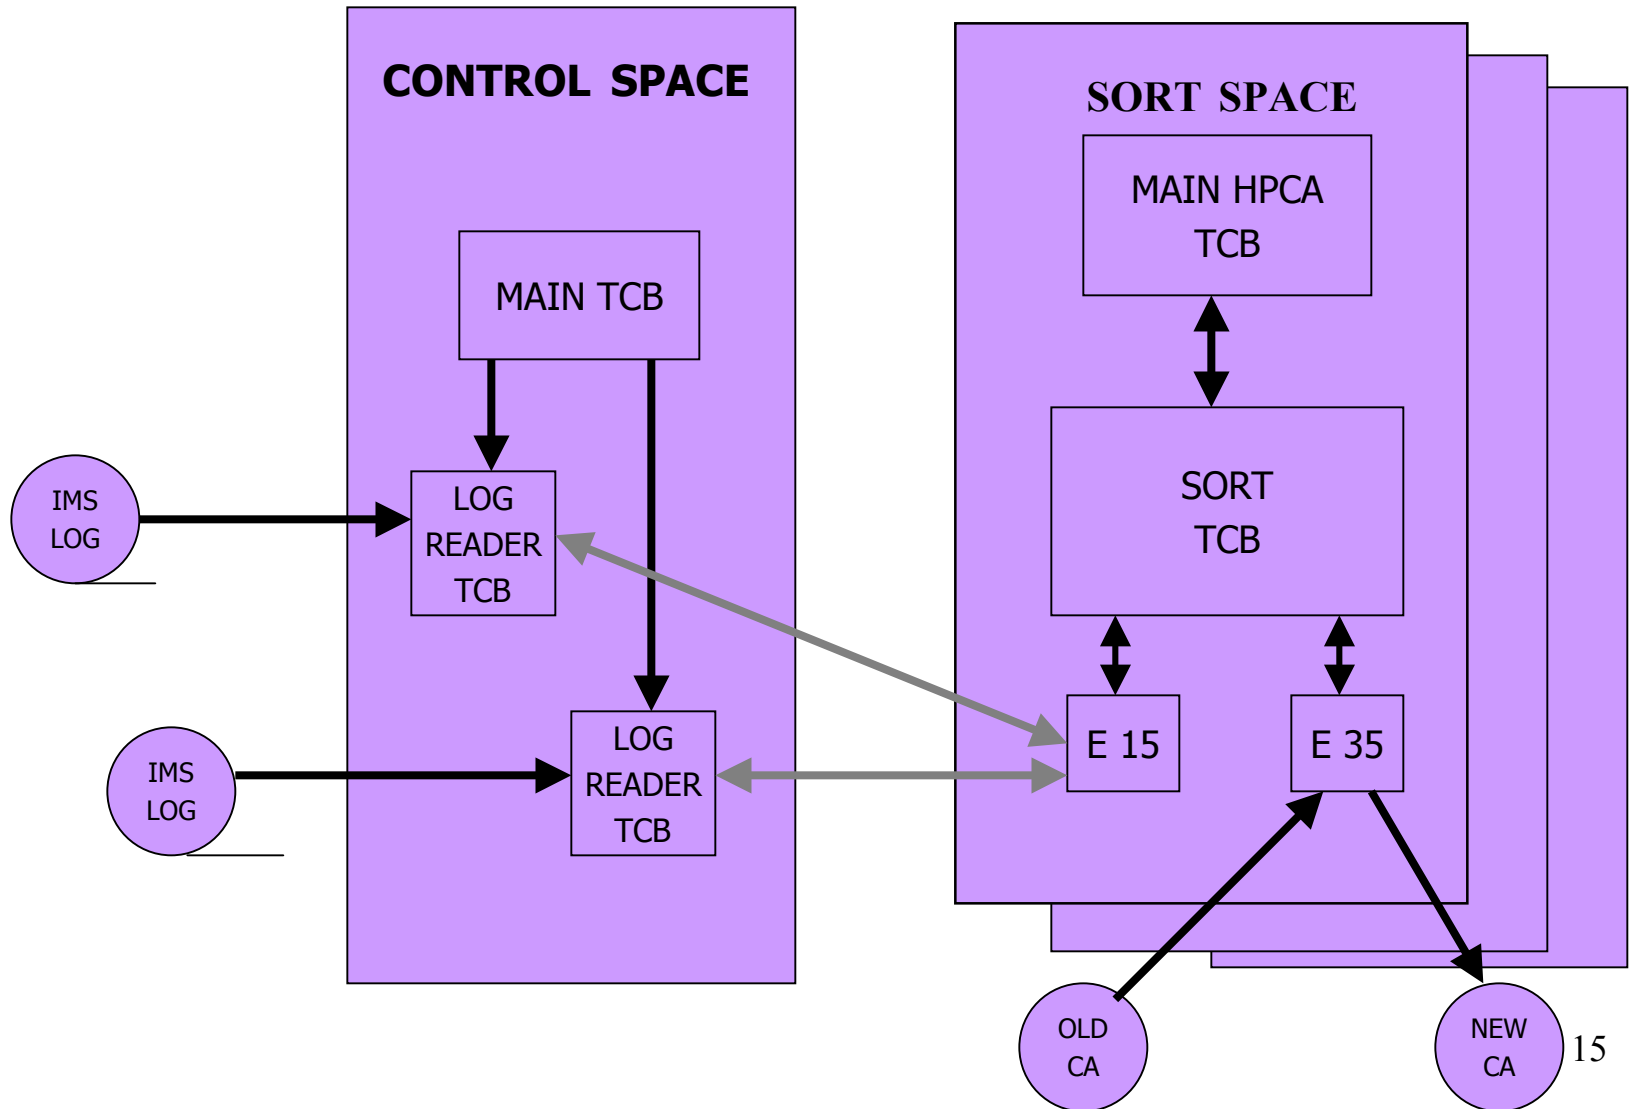 CONTROL SPACE
MAIN TCB
IMS
LOG
LOG
READER
TCB
IMS
LOG
LOG
READER
TCB
SORT SPACE
MAIN HPCA
TCB
SORT
TCB
E 15
E 35
OLD
CA
NEW
CA
15